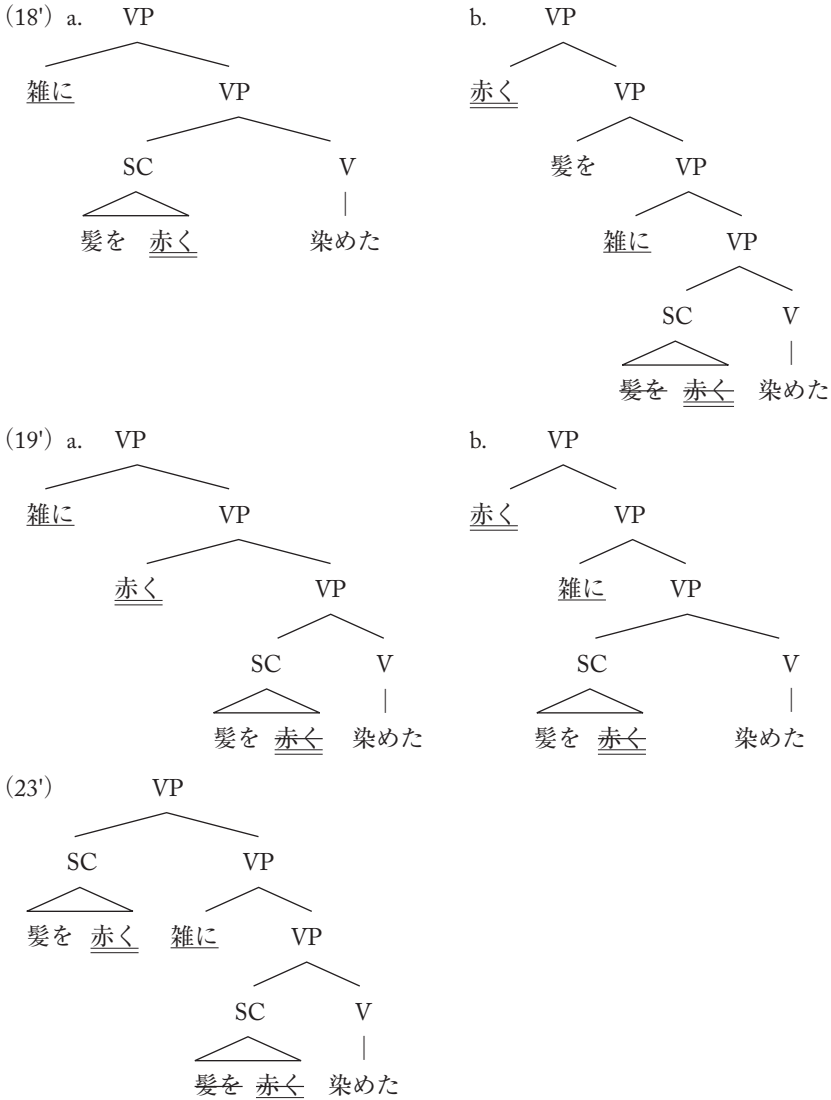 (18') a. VP b. VP
雑に VP 赤く VP
SC V 髪を VP
髪を 赤く 染めた 雑に VP
SC V
髪を 赤く 染めた
(19') a. VP b. VP
雑に VP 赤く VP
赤く VP 雑に VP
SC V SC V
髪を 赤く 染めた 髪を 赤く 染めた
(23') VP
SC VP
髪を 赤く 雑に VP
SC V
髪を 赤く 染めた